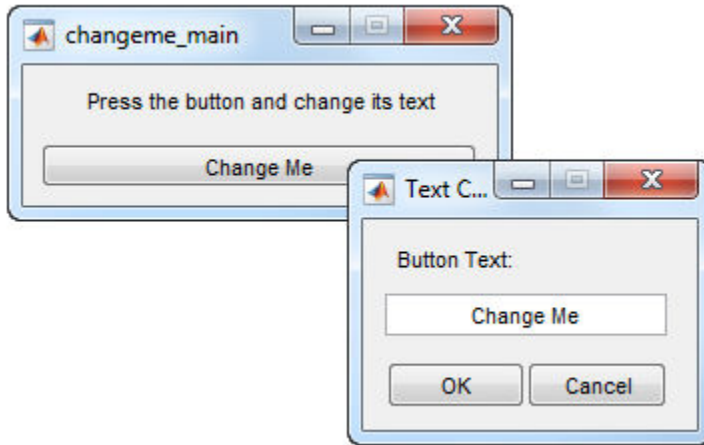 changeme_main
Press the button and change its text
Change Me
Text C...
Button Text:
Change Me
OK Cancel